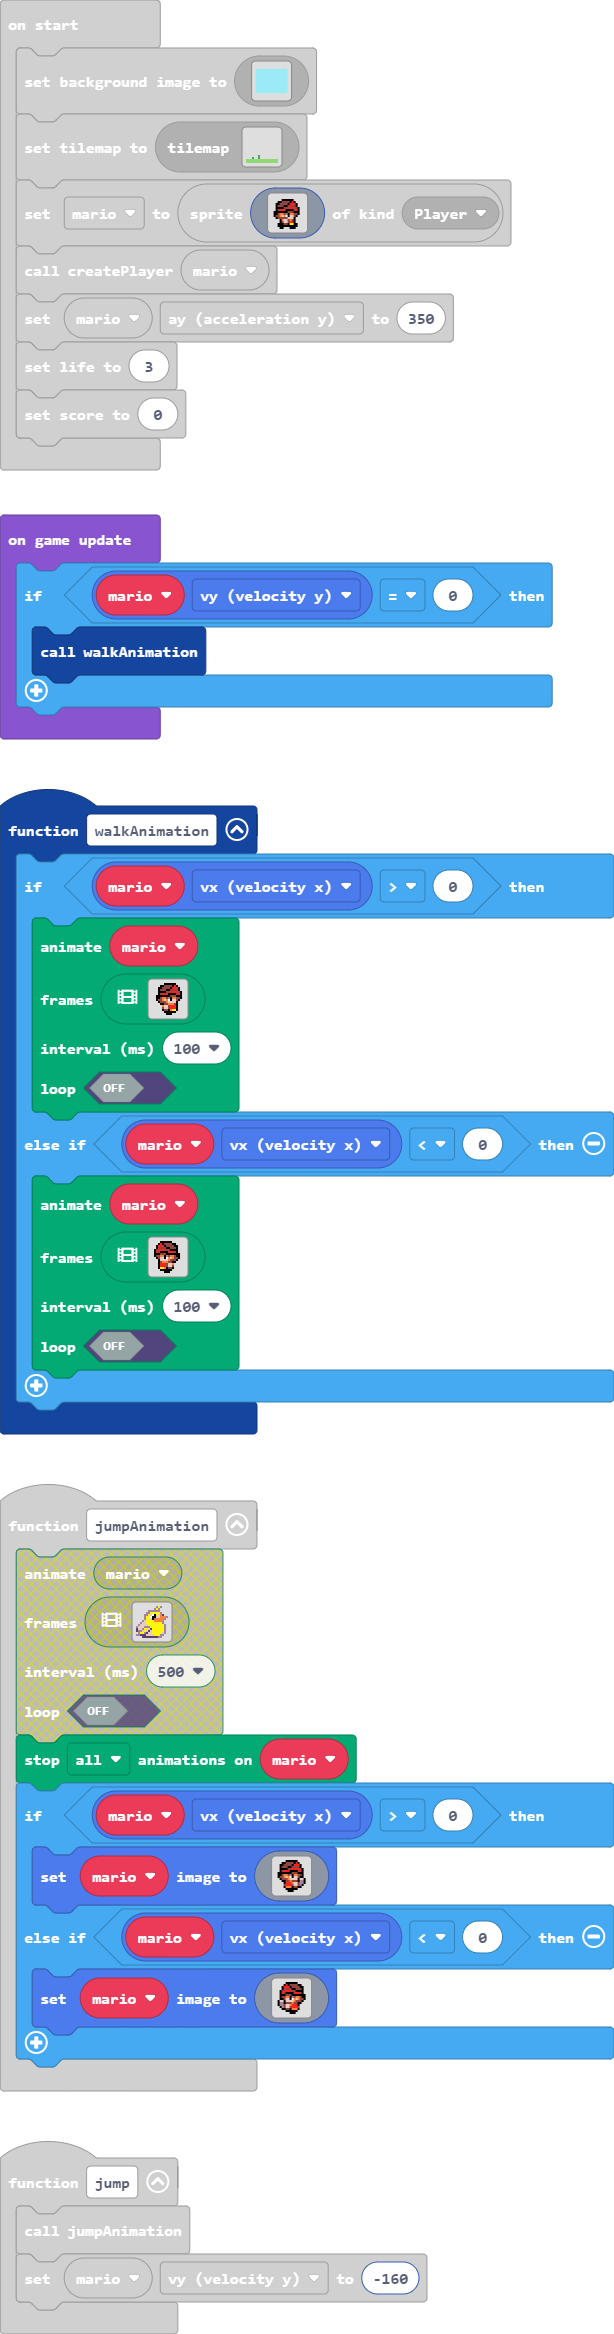 on start
set background image to
set tilemap to tilemap
set mario to sprite of kind Player
call createPlayer mario
set mario ay (acceleration y) to 350
set life to 3
set score to 0
on game update
if mario vy (velocity y) = 0 then
call walkAnimation
function walkAnimation
if mario vx (velocity x) > 0 then
animate mario
frames
interval (ms) 100
loop OFF
else if mario vx (velocity x) < 0 then
animate mario
frames
interval (ms) 100
loop OFF
function jumpAnimation
animate mario
frames
interval (ms) 500
loop OFF
stop all animations on mario
if mario vx (velocity x) > 0 then
set mario image to
else if mario vx (velocity x) < 0 then
set mario image to
function jump
call jumpAnimation
set mario vy (velocity y) to -160